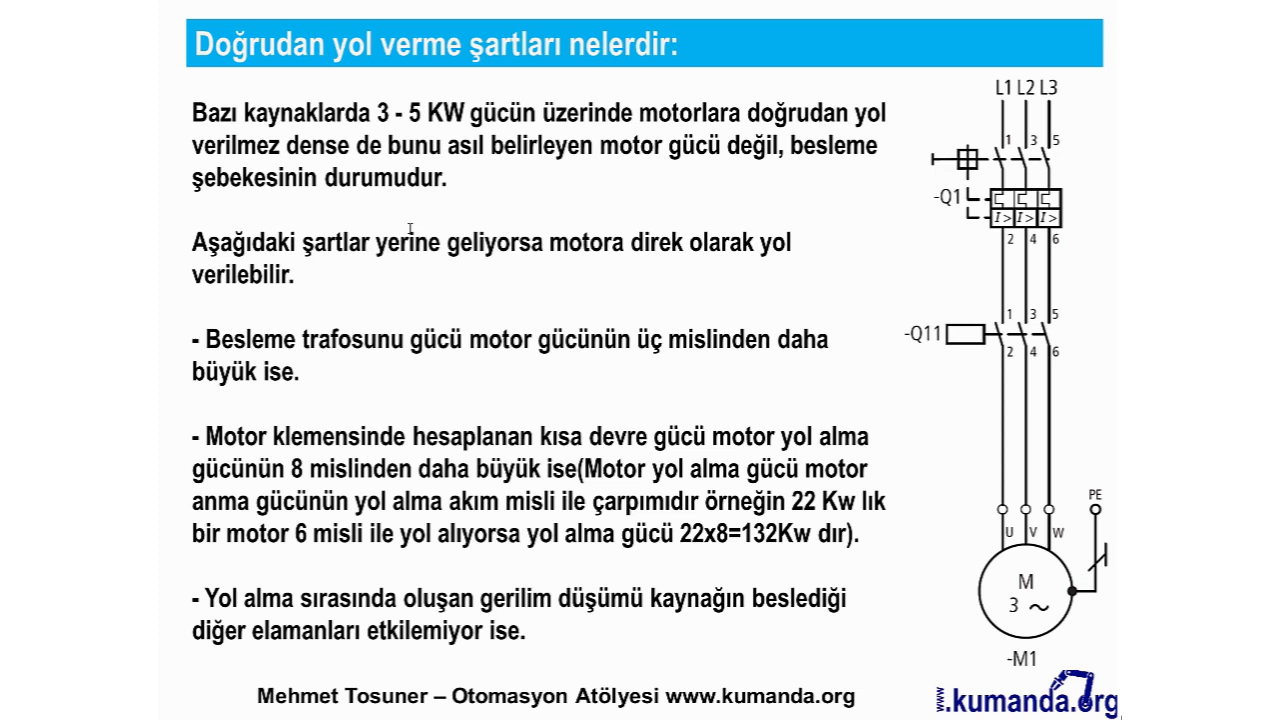 Doğrudan yol verme şartları nelerdir:
Bazı kaynaklarda 3 - 5 KW gücün üzerinde motorlara doğrudan yol
verilmez dense de bunu asıl belirleyen motor gücü değil, besleme
şebekesinin durumudur.
Aşağıdaki şartlar yerine geliyorsa motora direk olarak yol
verilebilir.
- Besleme trafosunu gücü motor gücünün üç mislinden daha
büyük ise.
- Motor klemensinde hesaplanan kısa devre gücü motor yol alma
gücünün 8 mislinden daha büyük ise(Motor yol alma gücü motor
anma gücünün yol alma akım misli ile çarpımıdır örneğin 22 Kw lık
bir motor 6 misli ile yol alıyorsa yol alma gücü 22x8=132Kw dır).
- Yol alma sırasında oluşan gerilim düşümü kaynağın beslediği
diğer elamanları etkilemiyor ise.
Mehmet Tosuner – Otomasyon Atölyesi www.kumanda.org
L1 L2 L3
1 3 5
-Q1
I> I> I>
2 4 6
1 3 5
-Q11
2 4 6
PE
U V W
M
3 ~
-M1
www.kumanda.org